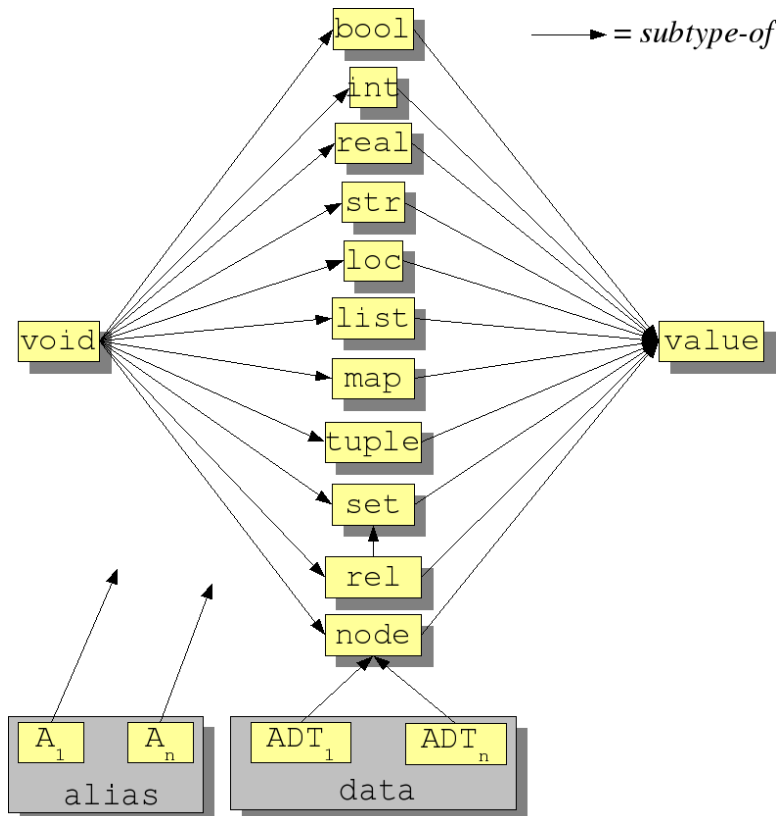 bool
= subtype-of
int
real
str
loc
list
void
value
map
tuple
set
rel
node
A1
An
ADT1
ADTn
alias
data